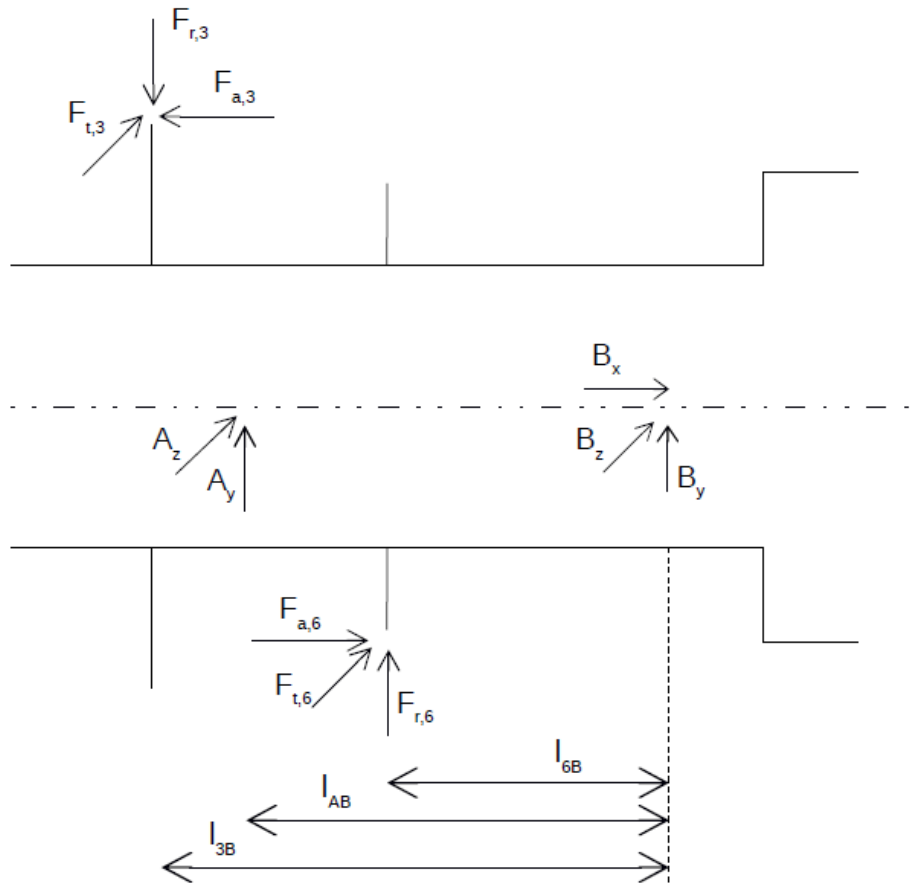 F_r,3
F_a,3
F_t,3
B_x
A_z
B_z
A_y
B_y
F_a,6
F_t,6
F_r,6
l_6B
l_AB
l_3B